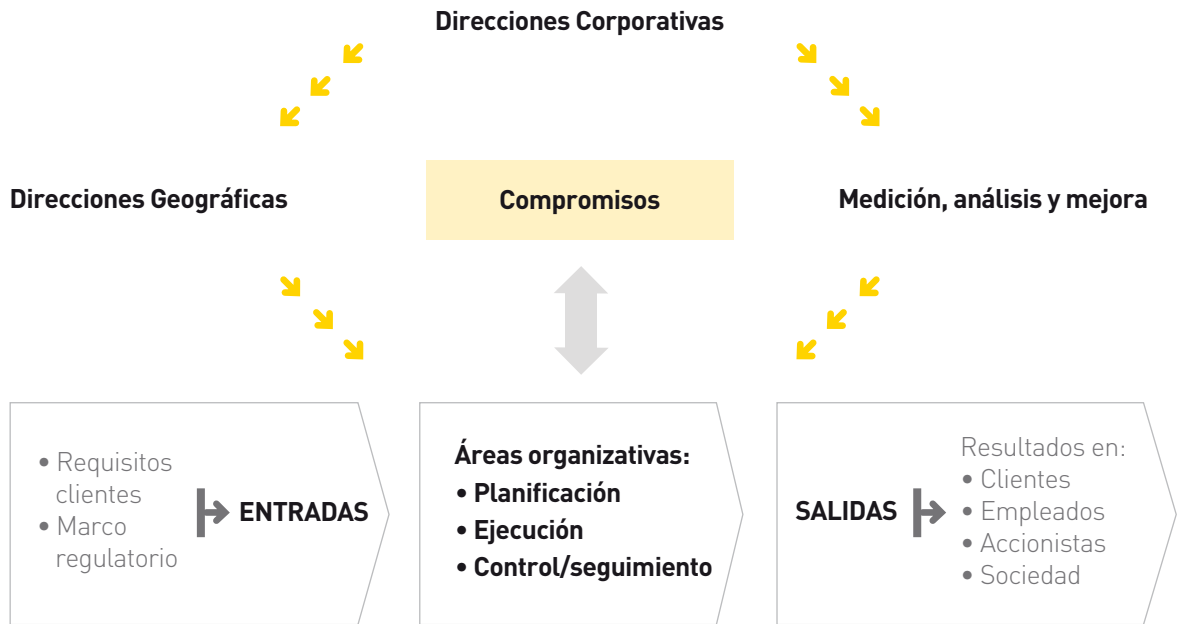 Direcciones Corporativas
Direcciones Geográficas
Compromisos
Medición, análisis y mejora
• Requisitos
clientes
• Marco
regulatorio
ENTRADAS
Áreas organizativas:
• Planificación
• Ejecución
• Control/seguimiento
SALIDAS
Resultados en:
• Clientes
• Empleados
• Accionistas
• Sociedad